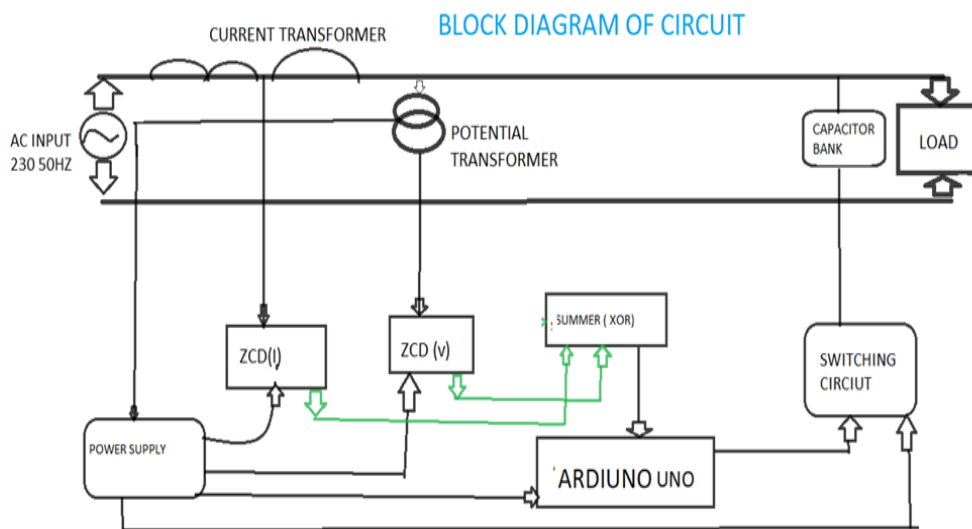 BLOCK DIAGRAM OF CIRCUIT
CURRENT TRANSFORMER
AC INPUT
230 50HZ
POTENTIAL
TRANSFORMER
CAPACITOR
BANK
LOAD
SUMMER ( XOR)
ZCD(I)
ZCD (v)
SWITCHING
CIRCIUT
POWER SUPPLY
ARDIUNO UNO